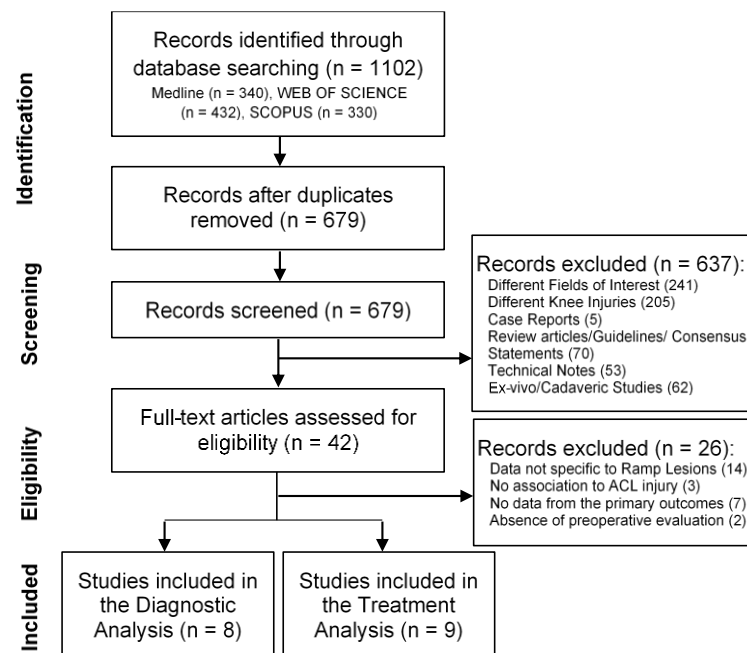 Identification
Records identified through
database searching (n = 1102)
Medline (n = 340), WEB OF SCIENCE
(n = 432), SCOPUS (n = 330)
Records after duplicates
removed (n = 679)
Screening
Records screened (n = 679)
Records excluded (n = 637):
Different Fields of Interest (241)
Different Knee Injuries (205)
Case Reports (5)
Review articles/Guidelines/ Consensus
Statements (70)
Technical Notes (53)
Ex-vivo/Cadaveric Studies (62)
Eligibility
Full-text articles assessed for
eligibility (n = 42)
Records excluded (n = 26):
Data not specific to Ramp Lesions (14)
No association to ACL injury (3)
No data from the primary outcomes (7)
Absence of preoperative evaluation (2)
Included
Studies included in
the Diagnostic
Analysis (n = 8)
Studies included in
the Treatment
Analysis (n = 9)